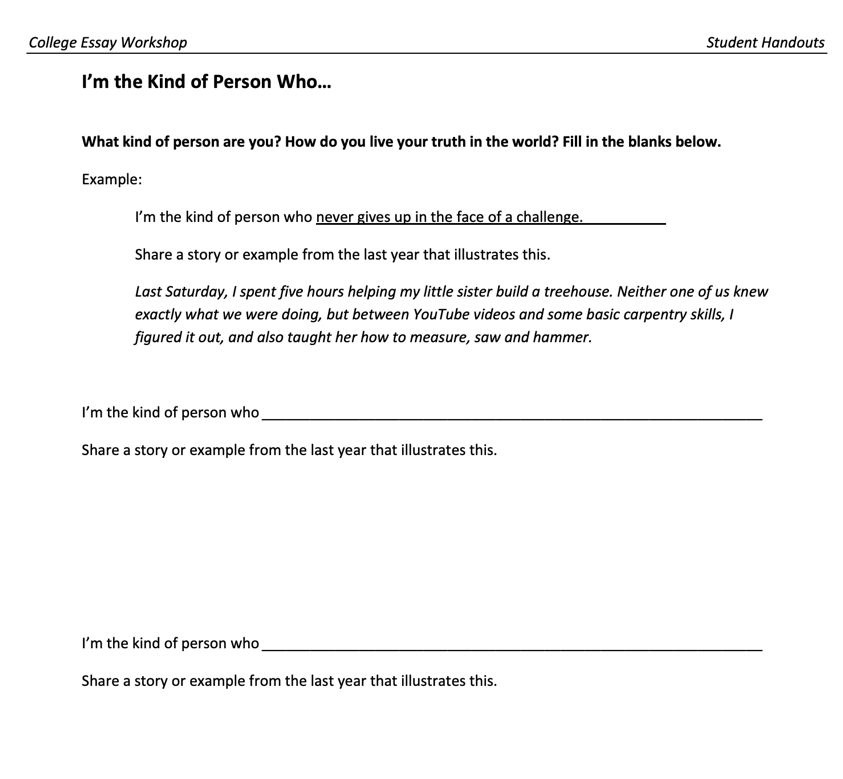 College Essay Workshop Student Handouts
I'm the Kind of Person Who…
What kind of person are you? How do you live your truth in the world? Fill in the blanks below.
Example:
I'm the kind of person who never gives up in the face of a challenge.
Share a story or example from the last year that illustrates this.
Last Saturday, I spent five hours helping my little sister build a treehouse. Neither one of us knew
exactly what we were doing, but between YouTube videos and some basic carpentry skills, I
figured it out, and also taught her how to measure, saw and hammer.
I'm the kind of person who
Share a story or example from the last year that illustrates this.
I'm the kind of person who
Share a story or example from the last year that illustrates this.